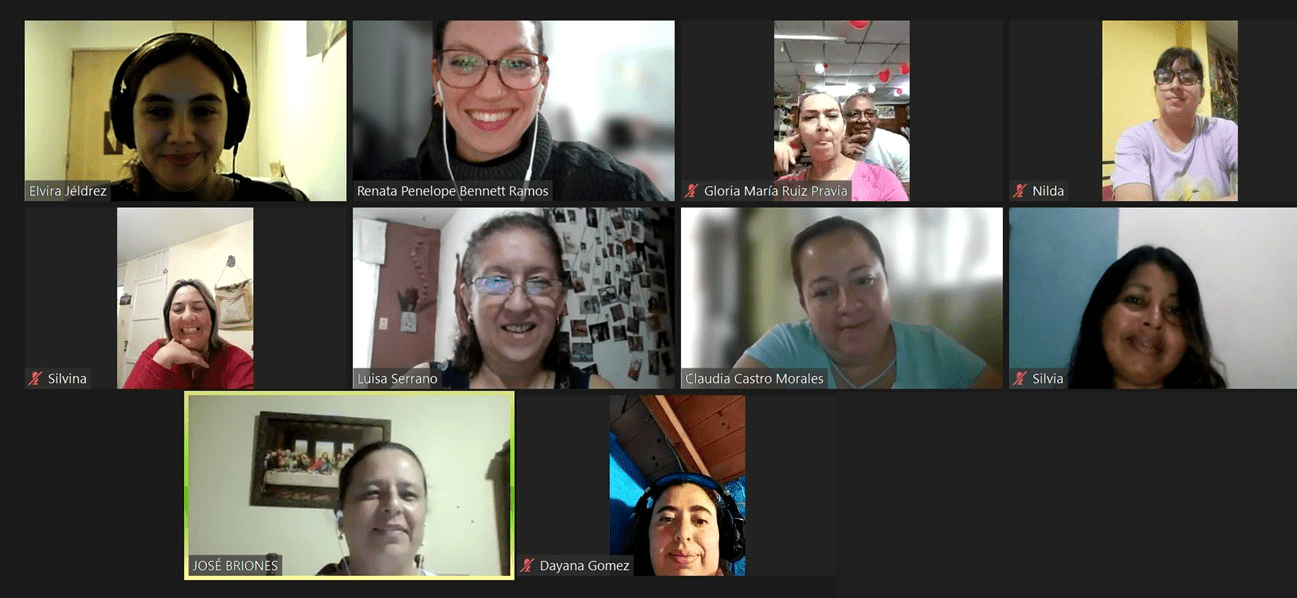 Elvira Jéldrez
Renata Penelope Bennett Ramos
Gloria María Ruiz Pravia
Nilda
Silvina
Luisa Serrano
Claudia Castro Morales
Silvia
JOSÉ BRIONES
Dayana Gomez